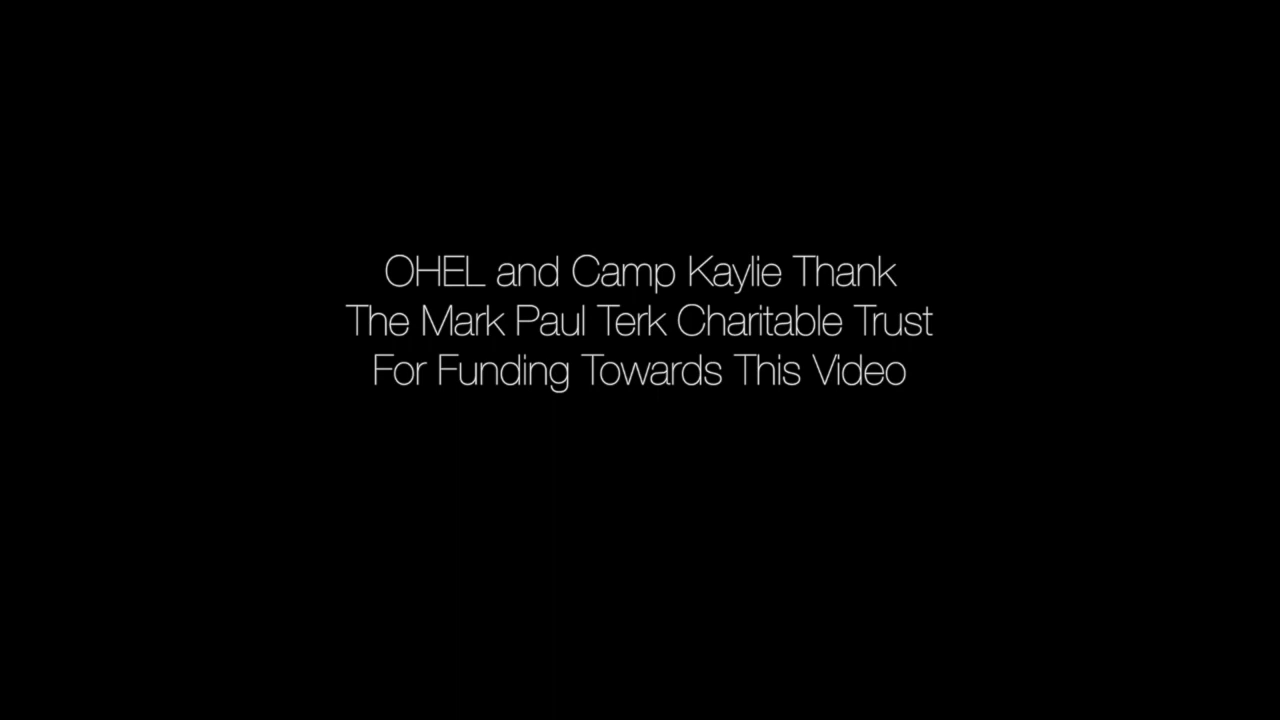 OHEL and Camp Kaylie Thank
The Mark Paul Terk Charitable Trust
For Funding Towards This Video